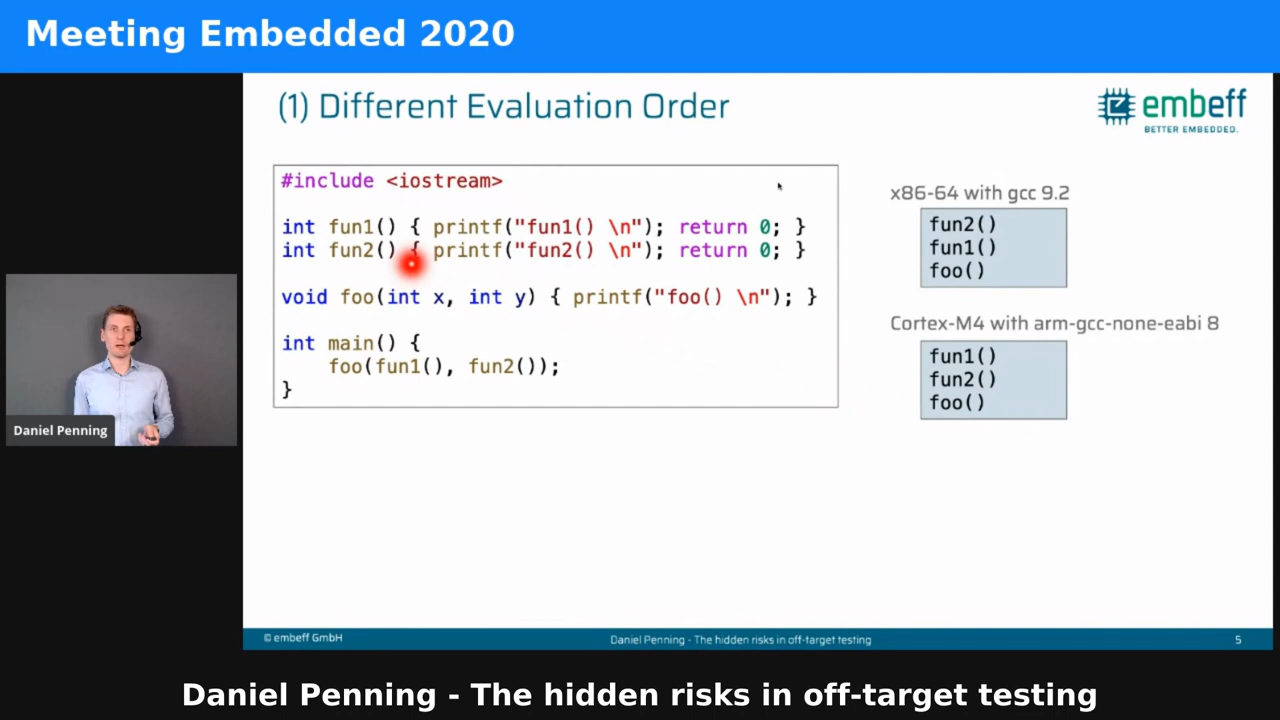 Meeting Embedded 2020
(1) Different Evaluation Order
embeff
BETTER EMBEDDED.
#include <iostream>
int fun1() { printf("fun1() \n"); return 0; }
int fun2() { printf("fun2() \n"); return 0; }
void foo(int x, int y) { printf("foo() \n"); }
int main() {
foo(fun1(), fun2());
}
x86-64 with gcc 9.2
fun2()
fun1()
foo()
Cortex-M4 with arm-gcc-none-eabi 8
fun1()
fun2()
foo()
Daniel Penning
© embeff GmbH
Daniel Penning - The hidden risks in off-target testing
5
Daniel Penning - The hidden risks in off-target testing